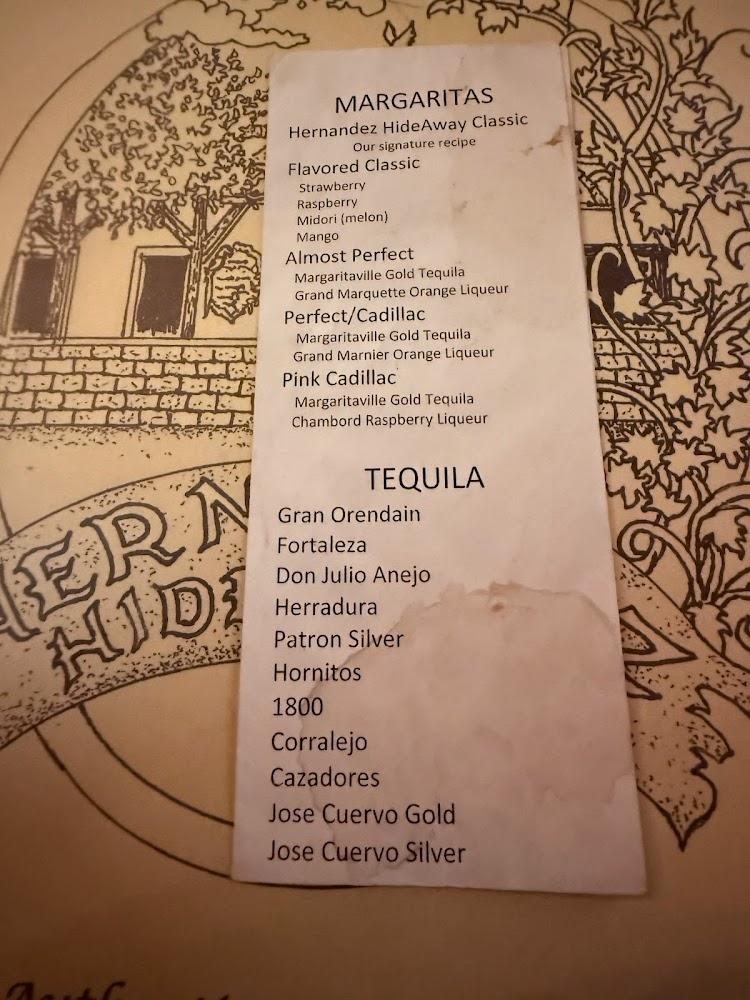 MARGARITAS
Hernandez HideAway Classic
Our signature recipe
Flavored Classic
Strawberry
Raspberry
Midori (melon)
Mango
Almost Perfect
Margaritaville Gold Tequila
Grand Marquette Orange Liqueur
Perfect/Cadillac
Margaritaville Gold Tequila
Grand Marnier Orange Liqueur
Pink Cadillac
Margaritaville Gold Tequila
Chambord Raspberry Liqueur
TEQUILA
Gran Orendain
Fortaleza
Don Julio Anejo
Herradura
Patron Silver
Hornitos
1800
Corralejo
Cazadores
Jose Cuervo Gold
Jose Cuervo Silver
HERN
HIDE